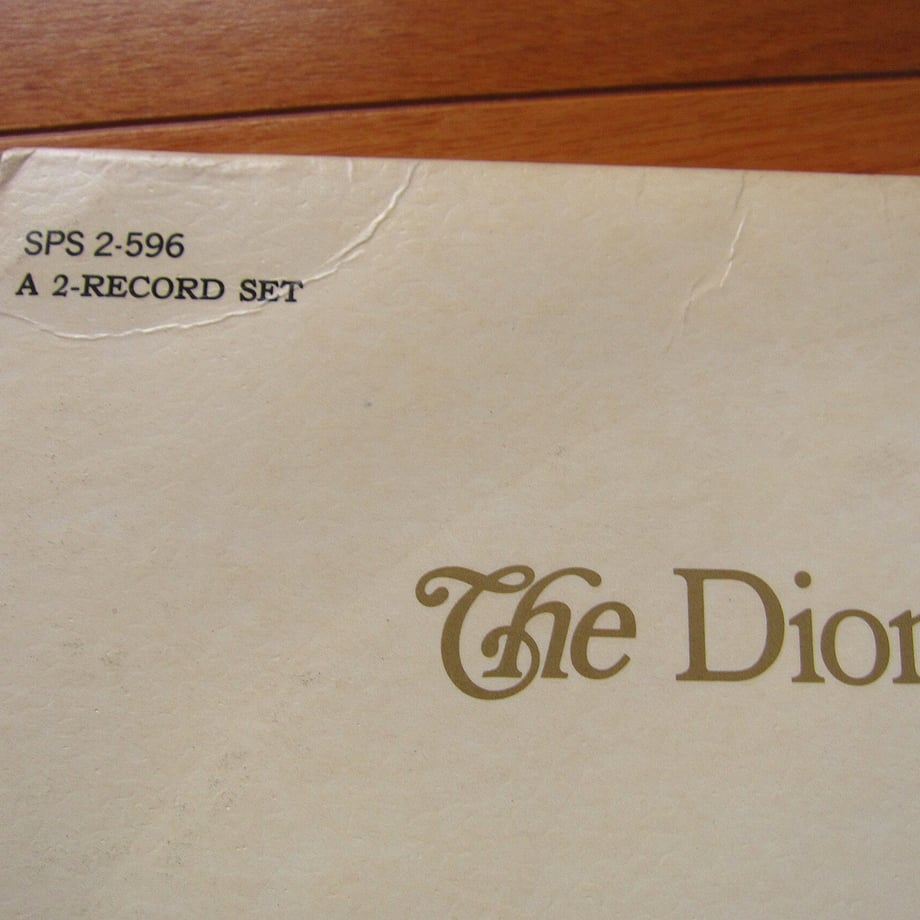 SPS 2-596
A 2-RECORD SET
The Dion